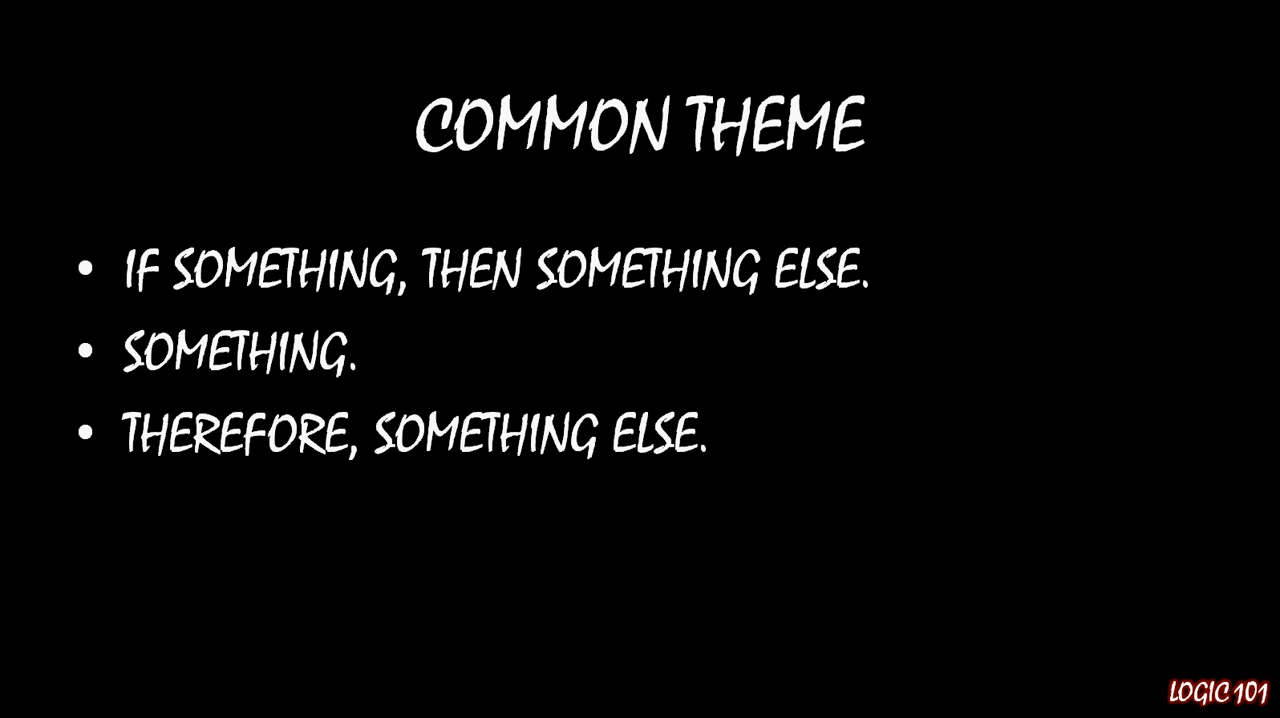 COMMON THEME
• IF SOMETHING, THEN SOMETHING ELSE.
• SOMETHING.
• THEREFORE, SOMETHING ELSE.
LOGIC 101